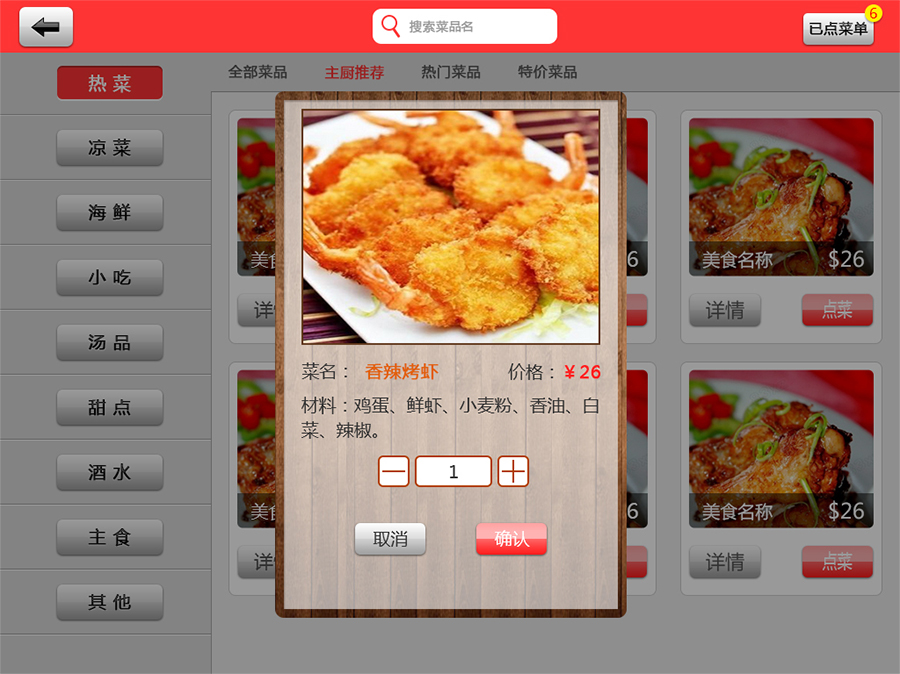 搜索菜品名
已点菜单
6
热菜
凉菜
海鲜
小吃
汤品
甜点
酒水
主食
其他
全部菜品
主厨推荐
热门菜品
特价菜品
美食
6
美食名称
$26
详
详情
点菜
菜名： 香辣烤虾
价格：￥26
材料：鸡蛋、鲜虾、小麦粉、香油、白
菜、辣椒。
1
取消
确认
美食
6
美食名称
$26
详
详情
点菜